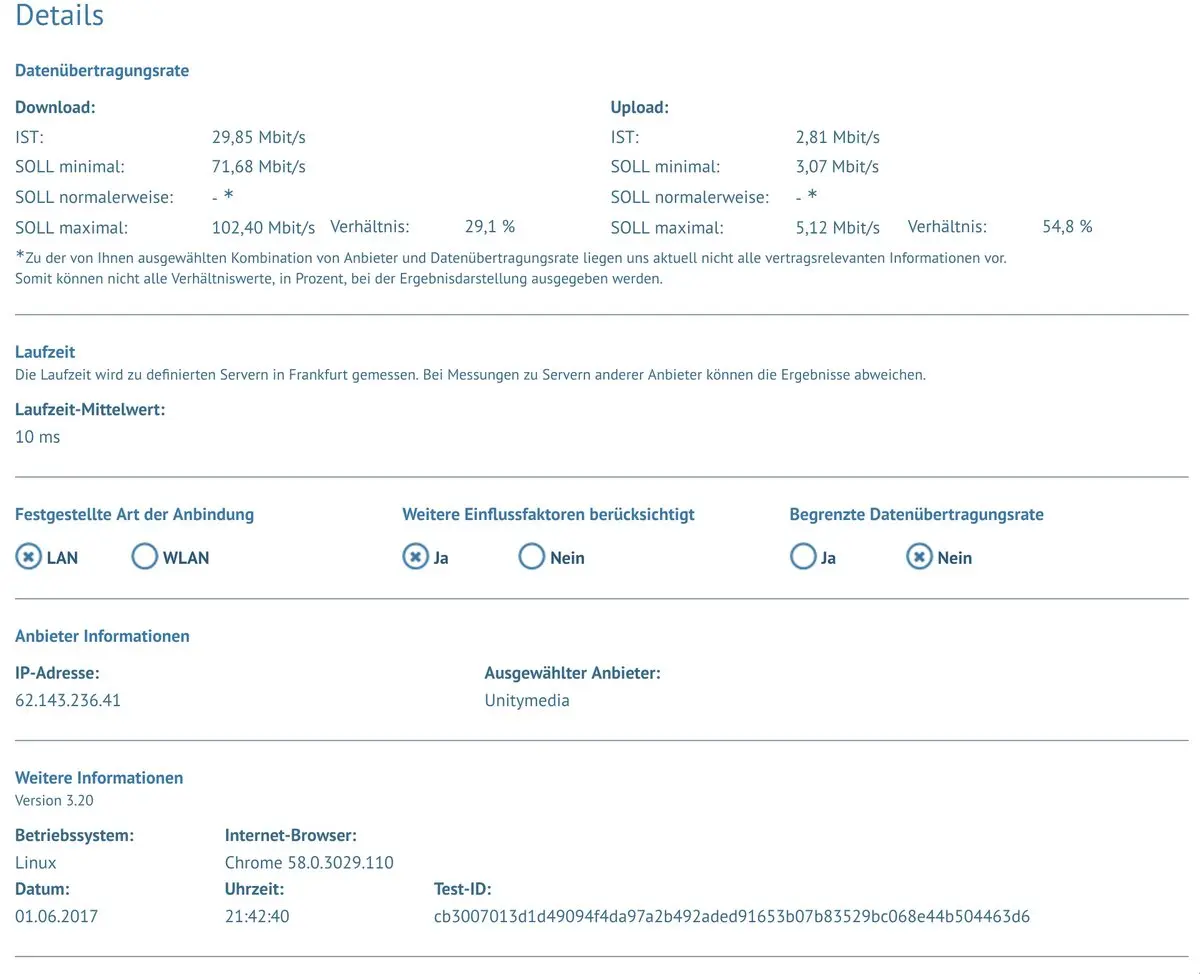 Details
Datenübertragungsrate
Download: Upload:
IST: 29,85 Mbit/s IST: 2,81 Mbit/s
SOLL minimal: 71,68 Mbit/s SOLL minimal: 3,07 Mbit/s
SOLL normalerweise: - * SOLL normalerweise: - *
SOLL maximal: 102,40 Mbit/s Verhältnis: 29,1 % SOLL maximal: 5,12 Mbit/s Verhältnis: 54,8 %
*Zu der von Ihnen ausgewählten Kombination von Anbieter und Datenübertragungsrate liegen uns aktuell nicht alle vertragsrelevanten Informationen vor.
Somit können nicht alle Verhältniswerte, in Prozent, bei der Ergebnisdarstellung ausgegeben werden.
Laufzeit
Die Laufzeit wird zu definierten Servern in Frankfurt gemessen. Bei Messungen zu Servern anderer Anbieter können die Ergebnisse abweichen.
Laufzeit-Mittelwert:
10 ms
Festgestellte Art der Anbindung Weitere Einflussfaktoren berücksichtigt Begrenzte Datenübertragungsrate
LAN WLAN Ja Nein Ja Nein
Anbieter Informationen
IP-Adresse: Ausgewählter Anbieter:
62.143.236.41 Unitymedia
Weitere Informationen
Version 3.20
Betriebssystem: Internet-Browser:
Linux Chrome 58.0.3029.110
Datum: Uhrzeit: Test-ID:
01.06.2017 21:42:40 cb3007013d1d49094f4da97a2b492aded91653b07b83529bc068e44b504463d6